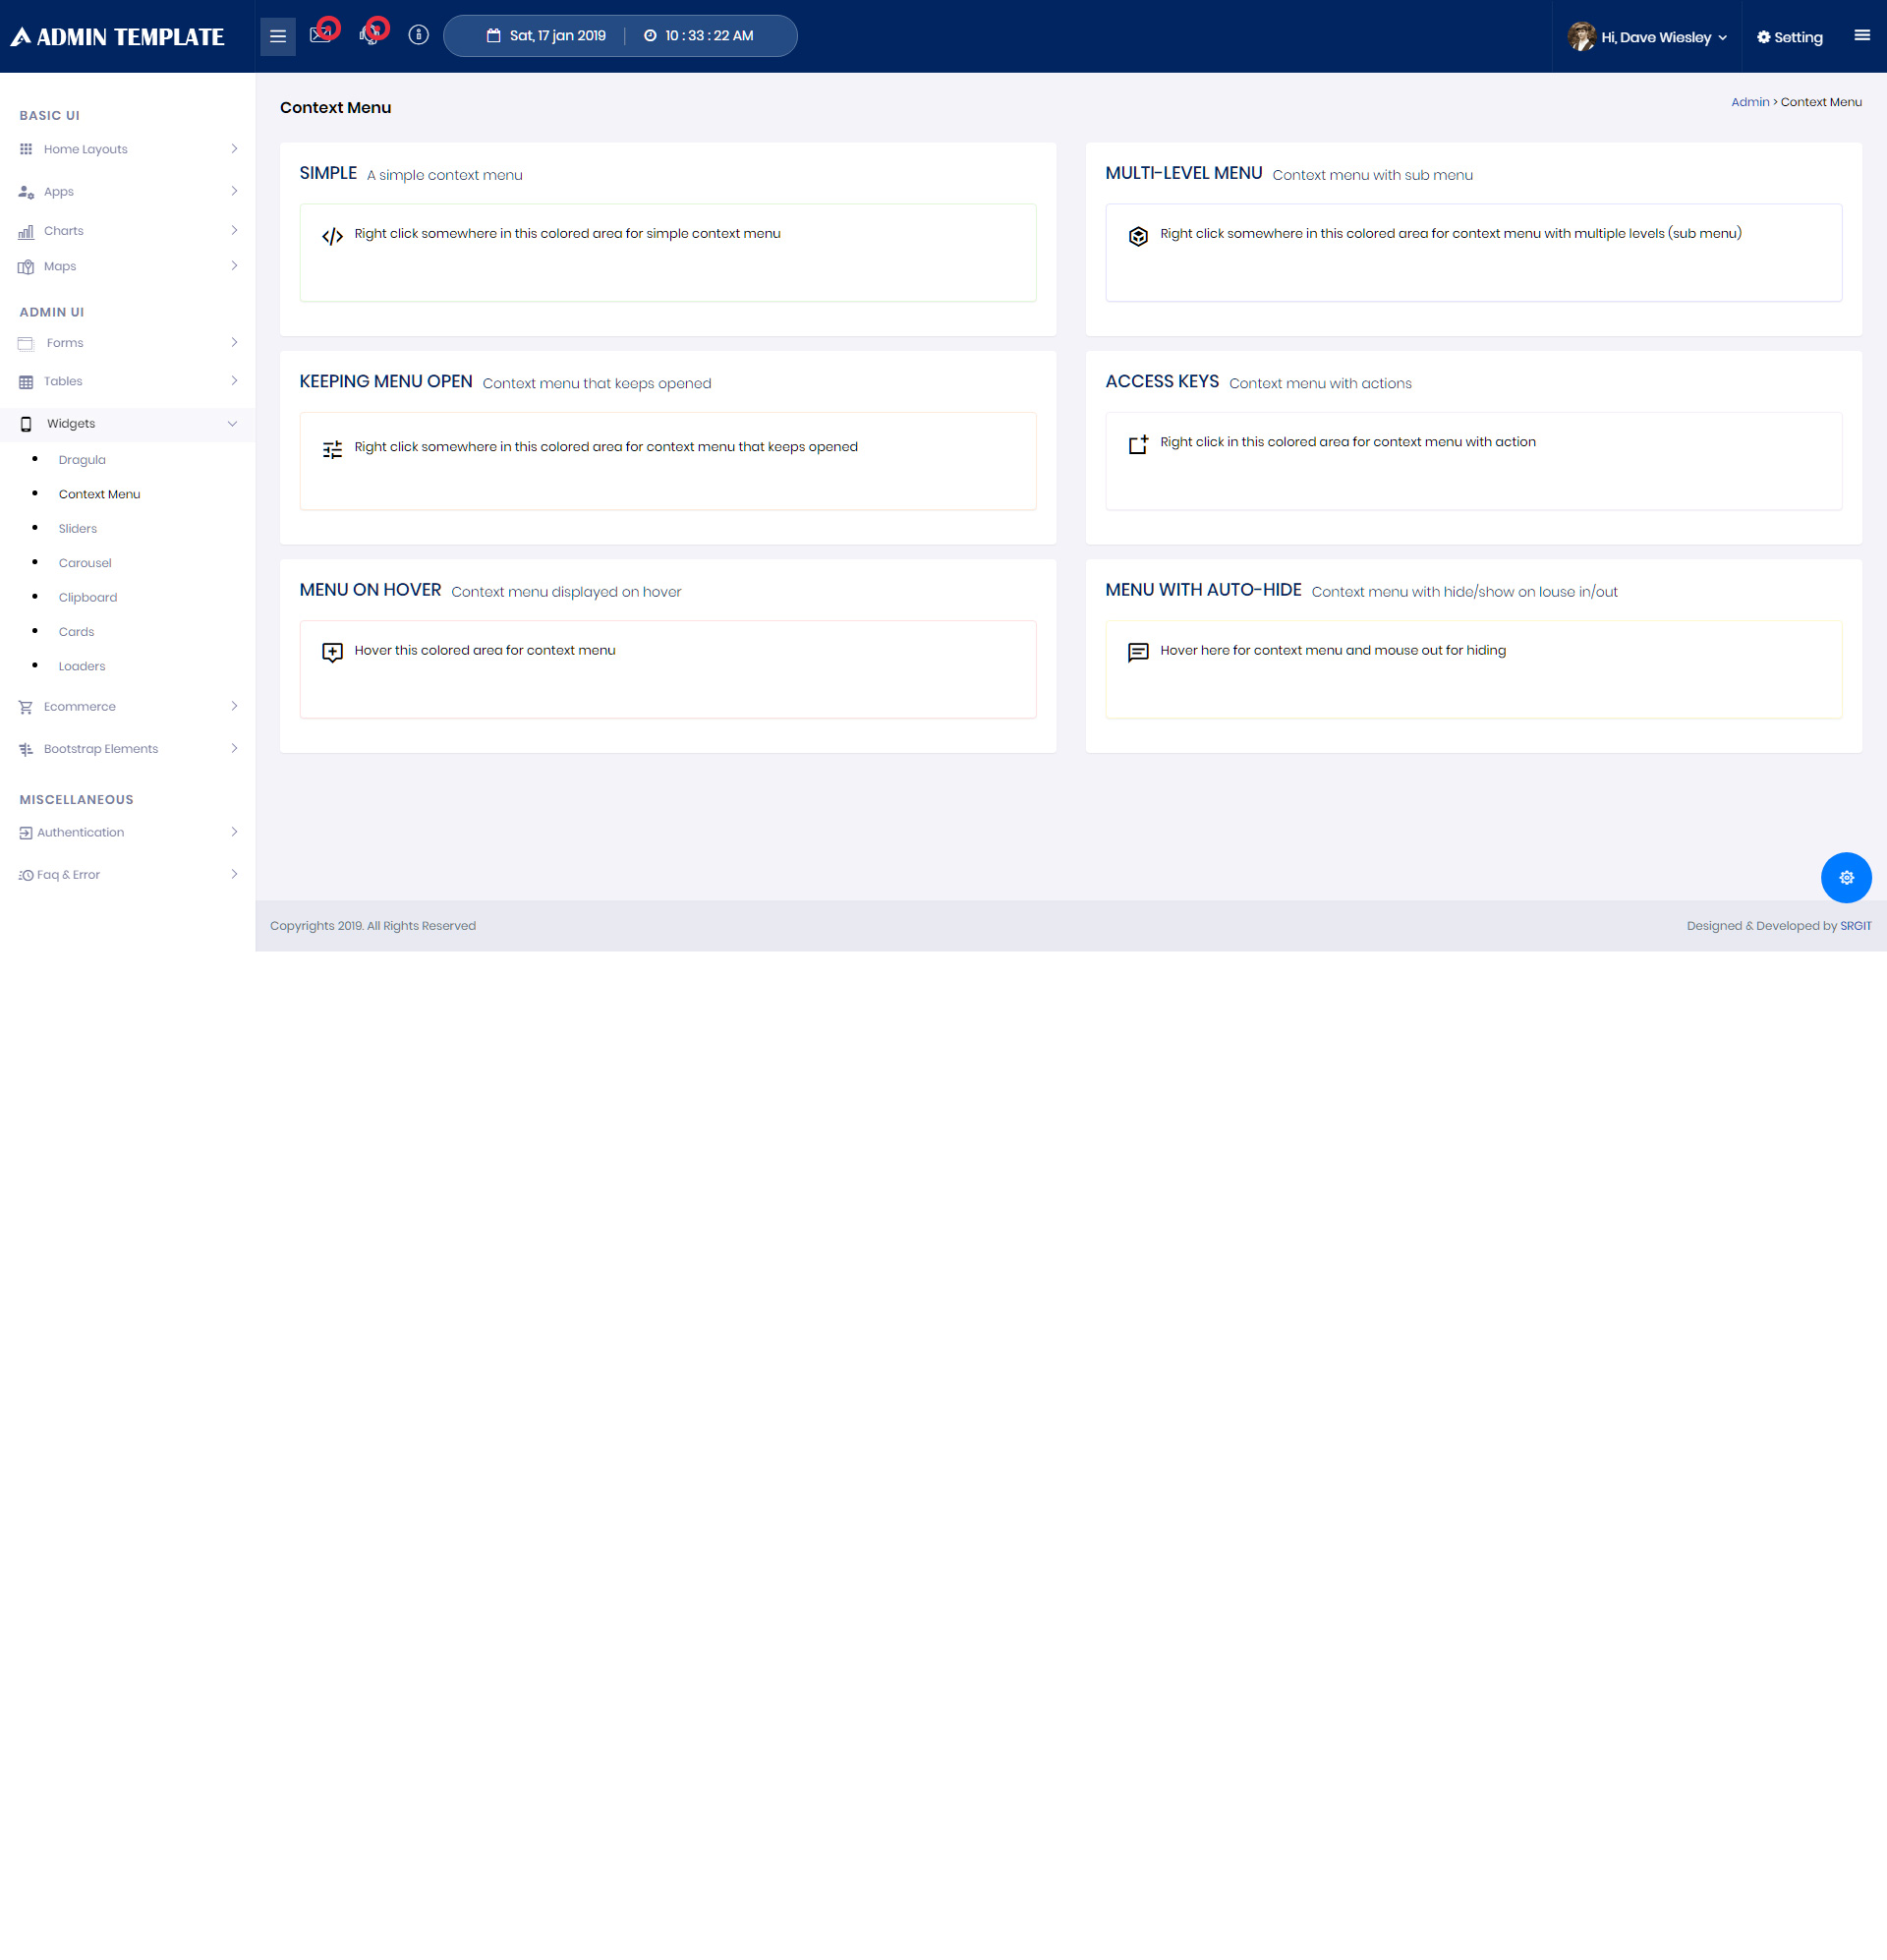 ADMIN TEMPLATE
Sat, 17 jan 2019
10 : 33 : 22 AM
Hi, Dave Wiesley
Setting
BASIC UI
Home Layouts
Apps
Charts
Maps
ADMIN UI
Forms
Tables
Widgets
Dragula
Context Menu
Sliders
Carousel
Clipboard
Cards
Loaders
Ecommerce
Bootstrap Elements
MISCELLANEOUS
Authentication
Faq & Error
Context Menu
Admin > Context Menu
SIMPLE A simple context menu
Right click somewhere in this colored area for simple context menu
MULTI-LEVEL MENU Context menu with sub menu
Right click somewhere in this colored area for context menu with multiple levels (sub menu)
KEEPING MENU OPEN Context menu that keeps opened
Right click somewhere in this colored area for context menu that keeps opened
ACCESS KEYS Context menu with actions
Right click in this colored area for context menu with action
MENU ON HOVER Context menu displayed on hover
Hover this colored area for context menu
MENU WITH AUTO-HIDE Context menu with hide/show on louse in/out
Hover here for context menu and mouse out for hiding
Copyrights 2019. All Rights Reserved
Designed & Developed by SRGIT